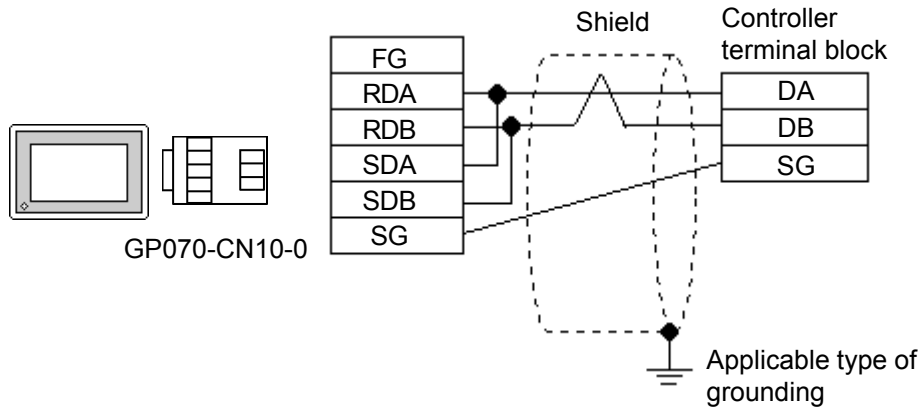 Shield
Controller
terminal block
FG
RDA
RDB
SDA
SDB
SG
DA
DB
SG
GP070-CN10-0
Applicable type of
grounding